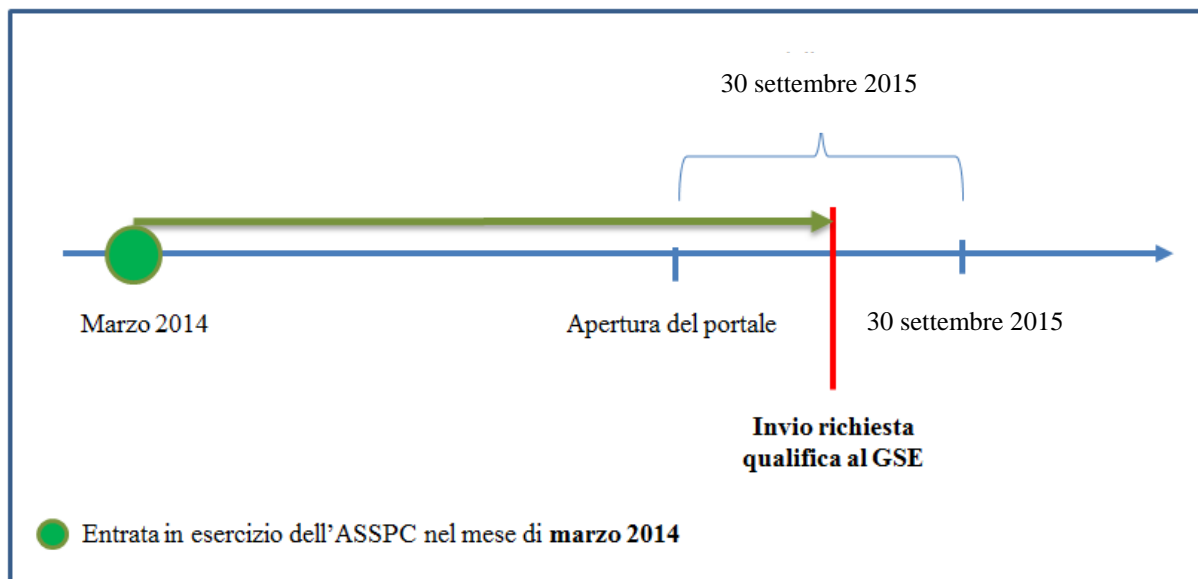 30 settembre 2015
Marzo 2014
Apertura del portale
30 settembre 2015
Invio richiesta
qualifica al GSE
Entrata in esercizio dell'ASSPC nel mese di marzo 2014